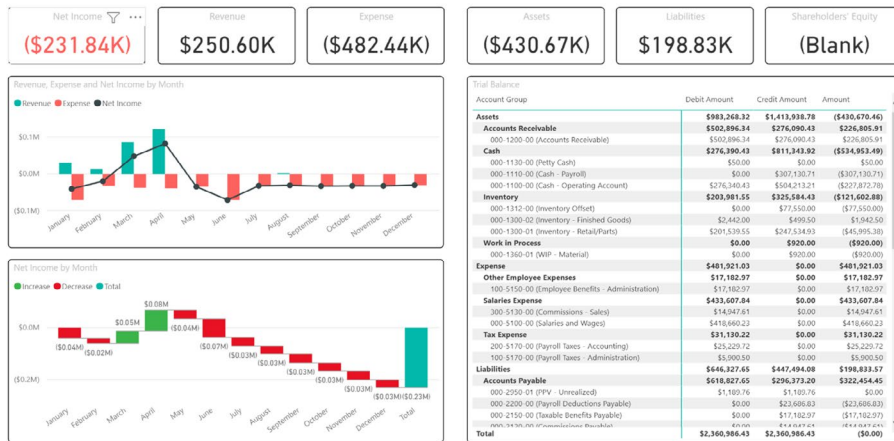 Net Income
($231.84K)
Revenue
$250.60K
Expense
($482.44K)
Assets
($430.67K)
Liabilities
$198.83K
Shareholders' Equity
(Blank)
Revenue, Expense and Net Income by Month
Revenue Expense Net Income
$0.1M
$0.0M
($0.1M)
January
February
March
April
May
June
July
August
September
October
November
December
Net Income by Month
Increase Decrease Total
$0.0M
($0.2M)
($0.04M)
($0.02M)
$0.05M
$0.08M
($0.04M)
($0.07M)
($0.03M)
($0.03M)
($0.03M)
($0.03M)
($0.03M)
($0.03M)
($0.23M)
January
February
March
April
May
June
July
August
September
October
November
December
Total
Trial Balance
Account Group Debit Amount Credit Amount Amount
Assets $983,268.32 $1,413,938.78 ($430,670.46)
Accounts Receivable $502,896.34 $276,090.43 $226,805.91
000-1200-00 (Accounts Receivable) $502,896.34 $276,090.43 $226,805.91
Cash $276,390.43 $811,343.92 ($534,953.49)
000-1130-00 (Petty Cash) $50.00 $0.00 $50.00
000-1110-00 (Cash - Payroll) $0.00 $307,130.71 ($307,130.71)
000-1100-00 (Cash - Operating Account) $276,340.43 $504,213.21 ($227,872.78)
Inventory $203,981.55 $325,584.43 ($121,602.88)
000-1312-00 (Inventory Offset) $0.00 $77,550.00 ($77,550.00)
000-1300-02 (Inventory - Finished Goods) $2,442.00 $499.50 $1,942.50
000-1300-01 (Inventory - Retail/Parts) $201,539.55 $247,534.93 ($45,995.38)
Work in Process $0.00 $920.00 ($920.00)
000-1360-01 (WIP - Material) $0.00 $920.00 ($920.00)
Expense $481,921.03 $0.00 $481,921.03
Other Employee Expenses $17,182.97 $0.00 $17,182.97
100-5150-00 (Employee Benefits - Administration) $17,182.97 $0.00 $17,182.97
Salaries Expense $433,607.84 $0.00 $433,607.84
300-5130-00 (Commissions - Sales) $14,947.61 $0.00 $14,947.61
000-5100-00 (Salaries and Wages) $418,660.23 $0.00 $418,660.23
Tax Expense $31,130.22 $0.00 $31,130.22
200-5170-00 (Payroll Taxes - Accounting) $25,229.72 $0.00 $25,229.72
100-5170-00 (Payroll Taxes - Administration) $5,900.50 $0.00 $5,900.50
Liabilities $646,327.65 $447,494.08 $198,833.57
Accounts Payable $618,827.65 $296,373.20 $322,454.45
000-2950-01 (PPV - Unrealized) $1,189.76 $1,189.76 $0.00
000-2200-00 (Payroll Deductions Payable) $0.00 $23,606.83 ($23,606.83)
000-2150-00 (Taxable Benefits Payable) $0.00 $17,182.97 ($17,182.97)
000-2130-00 (Commissions Payable) $0.00 $14,947.61 ($14,947.61)
Total $2,360,986.43 $2,360,986.43 ($0.00)